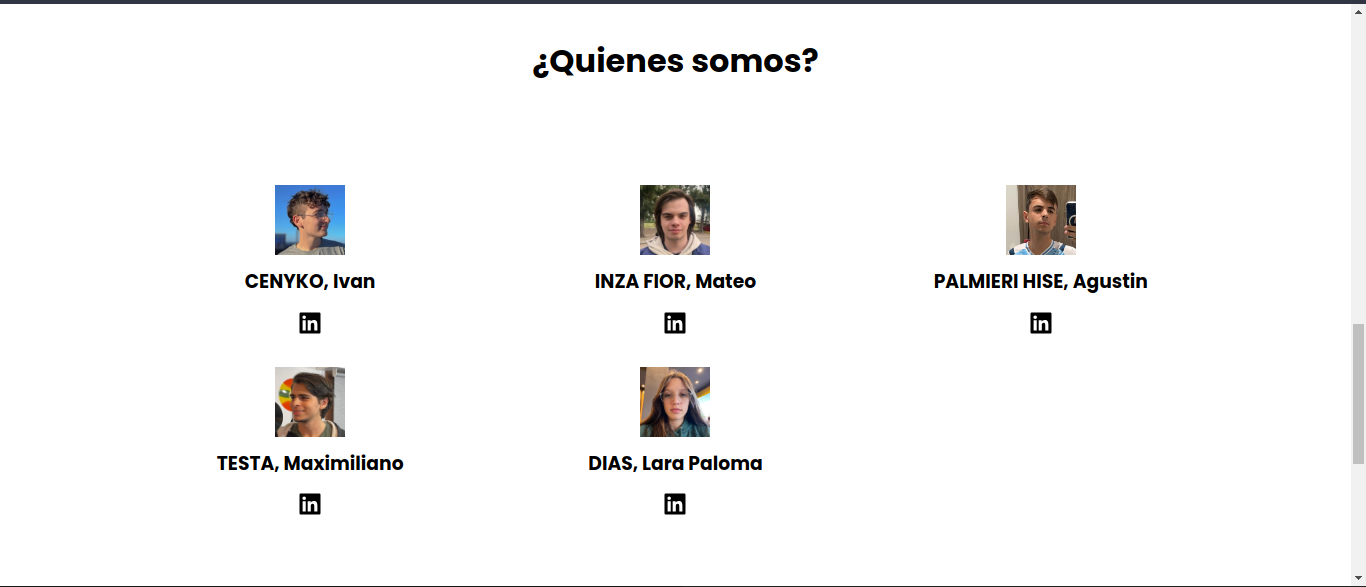 ¿Quienes somos?
CENYKO, Ivan
INZA FIOR, Mateo
PALMIERI HISE, Agustin
in
in
in
TESTA, Maximiliano
DIAS, Lara Paloma
in
in